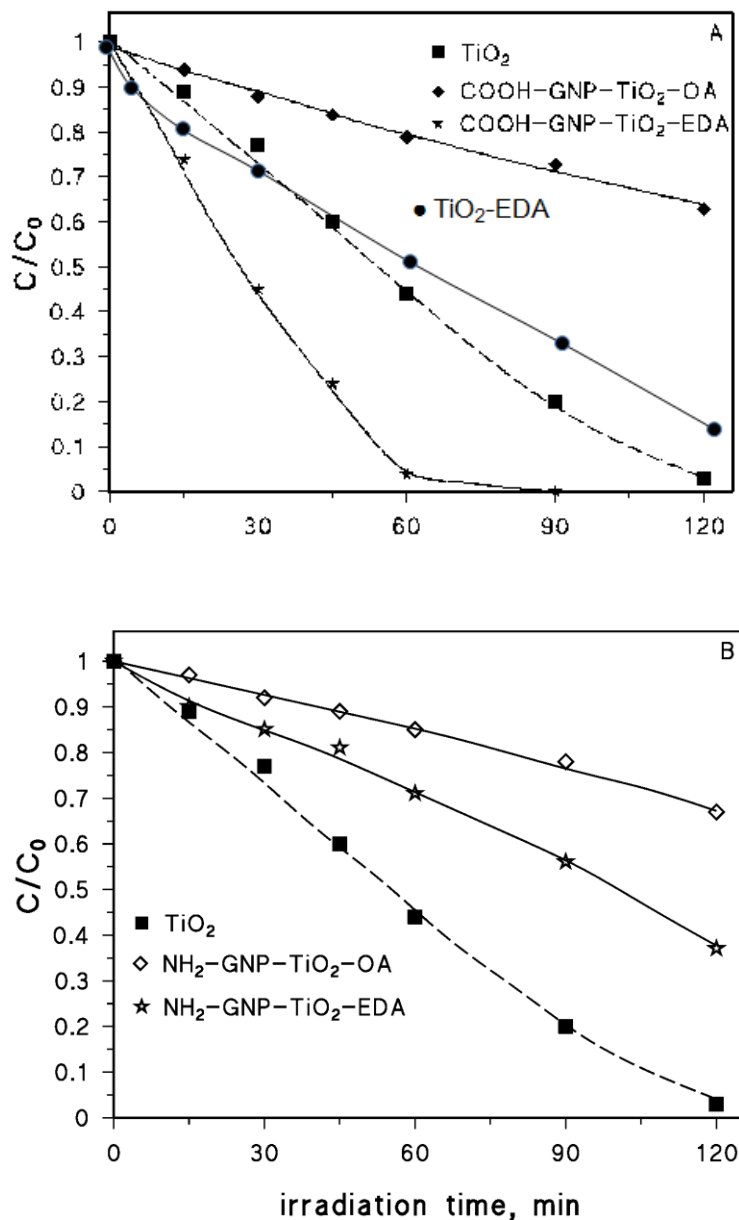 A
1
0.9
0.8
0.7
0.6
0.5
0.4
0.3
0.2
0.1
0
C/C₀
TiO₂
COOH–GNP–TiO₂–OA
COOH–GNP–TiO₂–EDA
TiO₂-EDA
0 30 60 90 120
B
1
0.9
0.8
0.7
0.6
0.5
0.4
0.3
0.2
0.1
0
C/C₀
TiO₂
NH₂–GNP–TiO₂–OA
NH₂–GNP–TiO₂–EDA
0 30 60 90 120
irradiation time, min